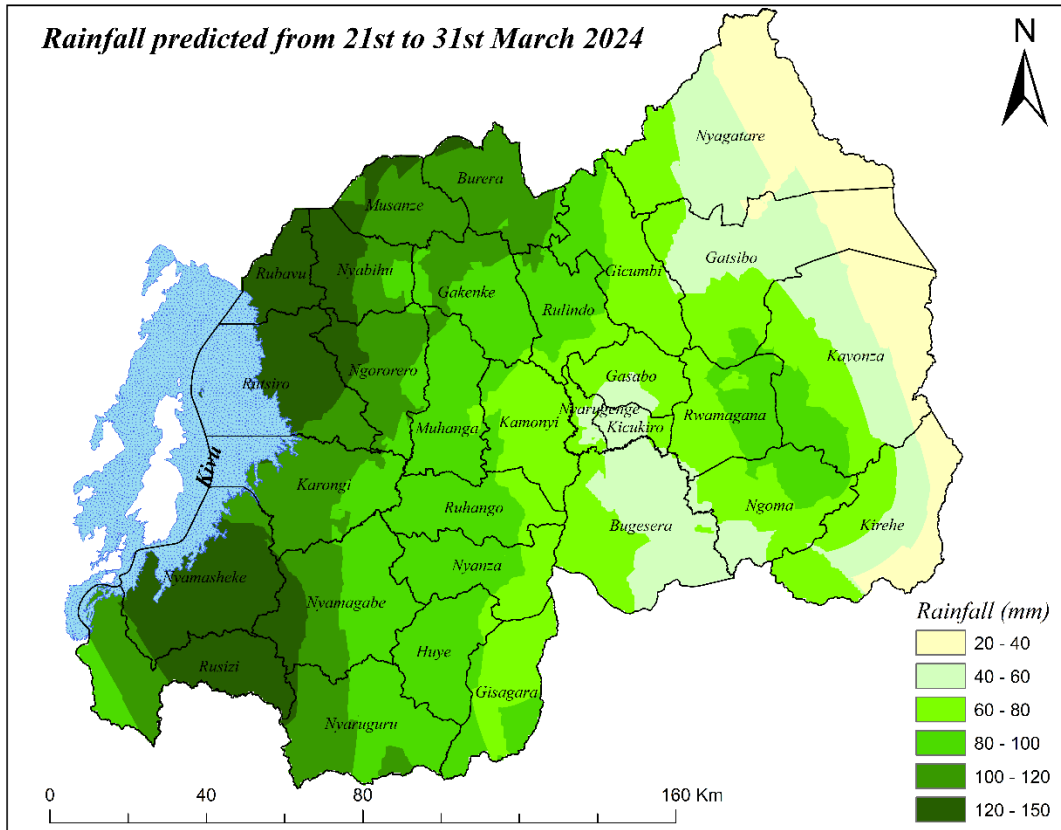 Rainfall predicted from 21st to 31st March 2024
N
Nyagatare
Burera
Musanze
Gatsibo
Gicumbi
Rubavu
Nyabihu
Gakenke
Rulindo
Kayonza
Rutsiro
Ngororero
Gasabo
Nyarugenge
Kicukiro
Rwamagana
Muhanga
Kamonyi
Kivu
Karongi
Ruhango
Bugesera
Ngoma
Kirehe
Nyamasheke
Nyanza
Nyamagabe
Huye
Rusizi
Gisagara
Nyaruguru
Rainfall (mm)
20 - 40
40 - 60
60 - 80
80 - 100
100 - 120
120 - 150
0 40 80 160 Km